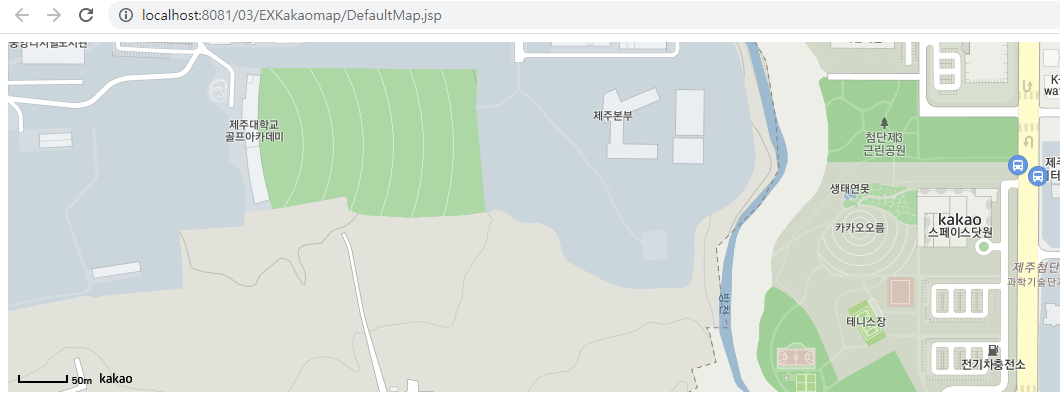 localhost:8081/03/EXKakaomap/DefaultMap.jsp
제주대학교
골프아카데미
제주본부
첨단제3
근린공원
생태연못
카카오오름
kakao
스페이스닷원
제주첨단
과학기술단지
테니스장
전기차충전소
50m kakao